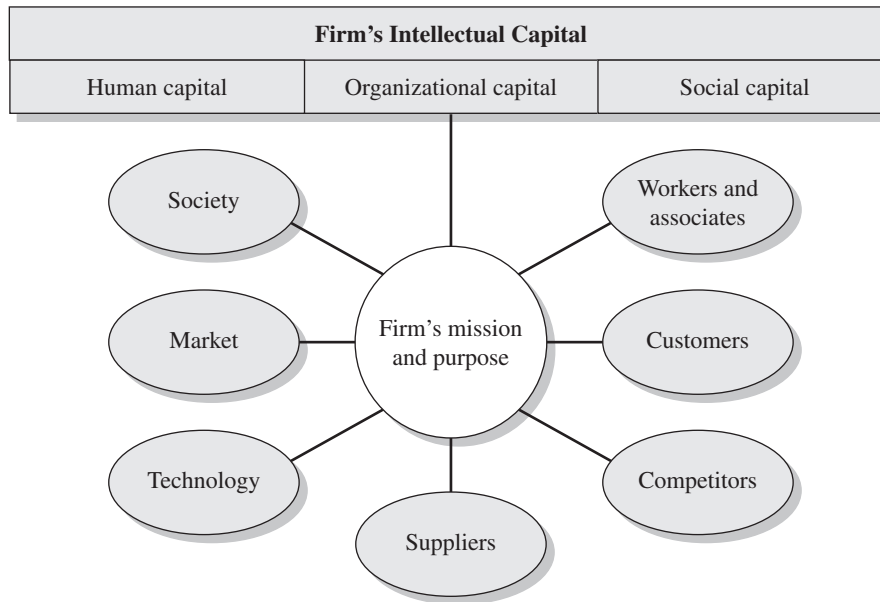 Firm's Intellectual Capital
Human capital
Organizational capital
Social capital
Society
Workers and
associates
Market
Firm's mission
and purpose
Customers
Technology
Suppliers
Competitors